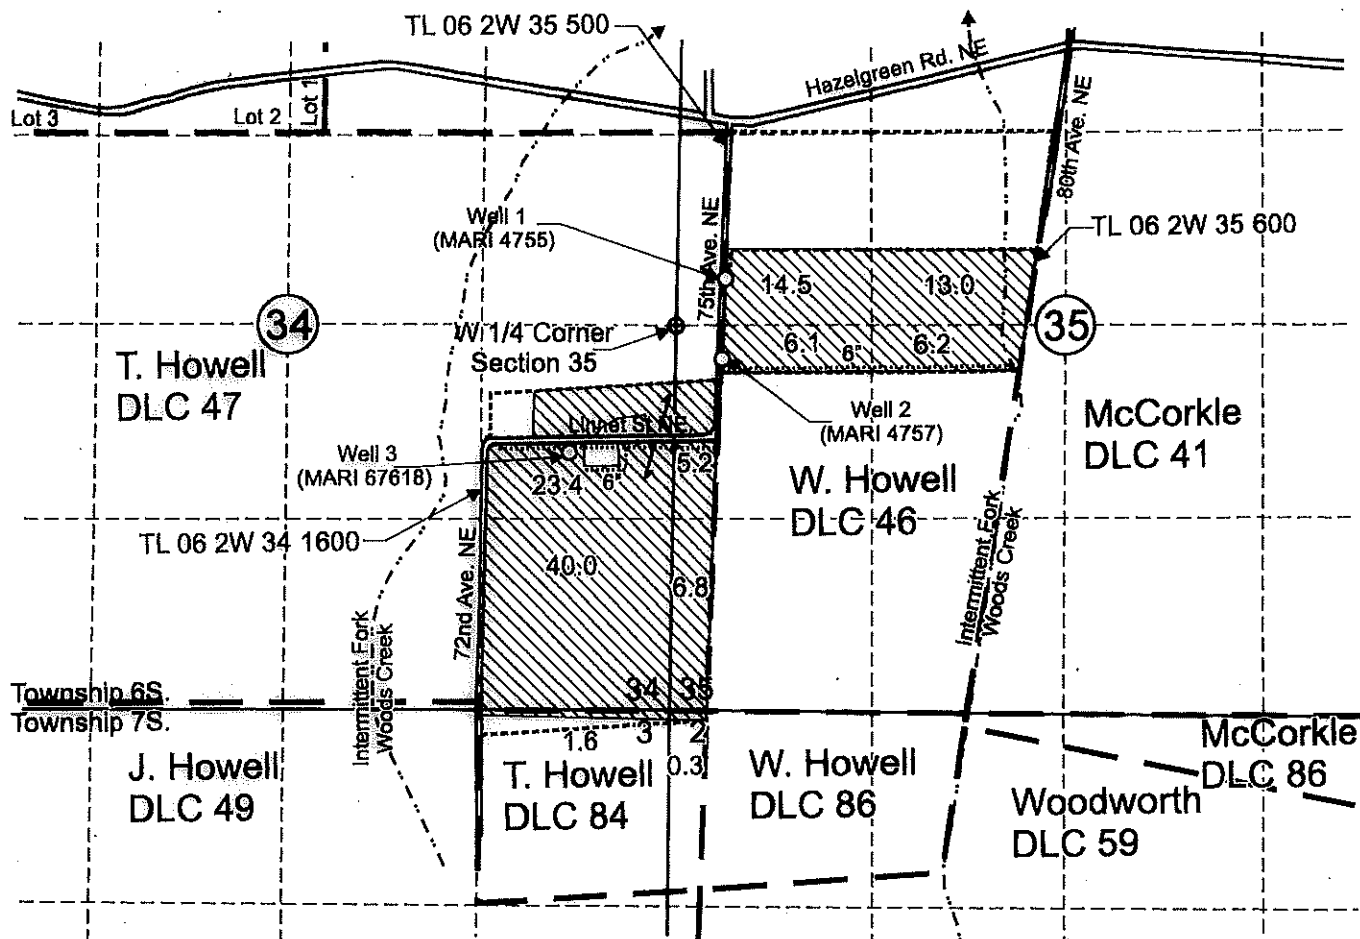 TL 06 2W 35 500
Hazelgreen Rd. NE
Lot 3
Lot 2
Lot 1
80th Ave. NE
Well 1
(MARI 4755)
75th Ave. NE
TL 06 2W 35 600
14.5
13.0
34
W 1/4 Corner
Section 35
35
6.1
6"
6.2
T. Howell
DLC 47
Linnet St NE.
Well 2
(MARI 4757)
McCorkle
DLC 41
Well 3
(MARI 67618)
5.2
23.4
6"
W. Howell
DLC 46
TL 06 2W 34 1600
72nd Ave. NE
40.0
6.8
Intermittent Fork
Woods Creek
Intermittent Fork
Woods Creek
34
35
Township 6S.
Township 7S.
1.6
3
2
0.3
J. Howell
DLC 49
T. Howell
DLC 84
W. Howell
DLC 86
McCorkle
DLC 86
Woodworth
DLC 59